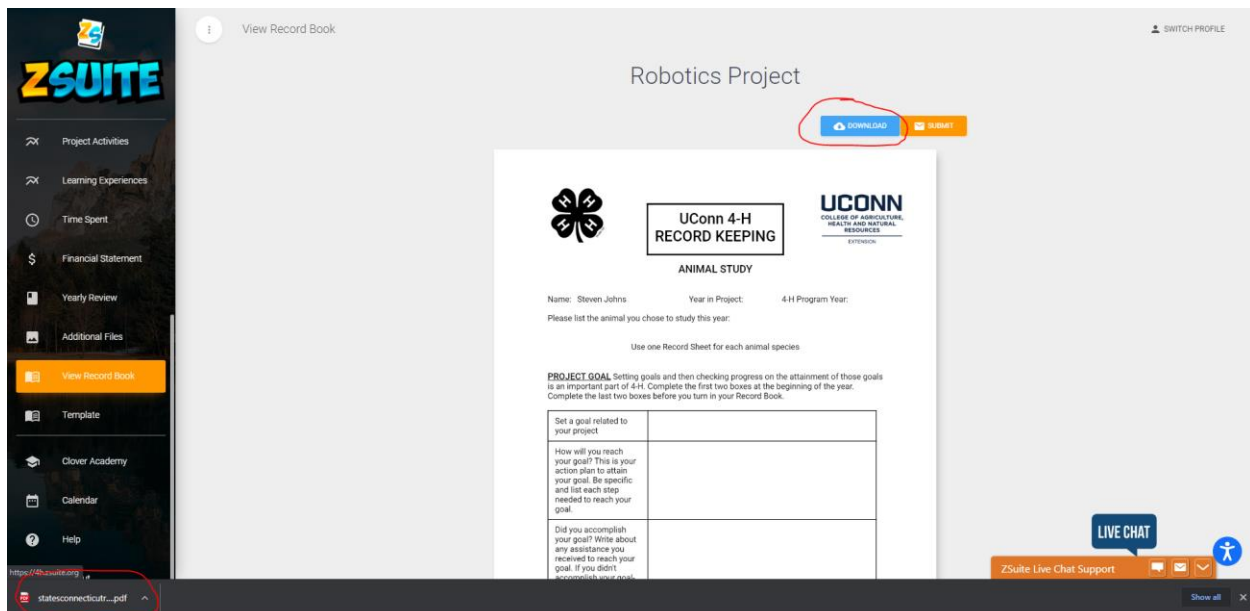 ZSUITE
View Record Book
SWITCH PROFILE
Robotics Project
DOWNLOAD
SUBMIT
Project Activities
Learning Experiences
Time Spent
Financial Statement
Yearly Review
Additional Files
View Record Book
Template
Clover Academy
Calendar
Help
H H
H H
UConn 4-H
RECORD KEEPING
UCONN
COLLEGE OF AGRICULTURE,
HEALTH AND NATURAL
RESOURCES
EXTENSION
ANIMAL STUDY
Name: Steven Johns Year in Project: 4-H Program Year:
Please list the animal you chose to study this year:
Use one Record Sheet for each animal species
PROJECT GOAL Setting goals and then checking progress on the attainment of those goals
is an important part of 4-H. Complete the first two boxes at the beginning of the year.
Complete the last two boxes before you turn in your Record Book.
Set a goal related to
your project
How will you reach
your goal? This is your
action plan to attain
your goal. Be specific
and list each step
needed to reach your
goal.
Did you accomplish
your goal? Write about
any assistance you
received to reach your
goal. If you didn't
accomplish your goal-
LIVE CHAT
ZSuite Live Chat Support
https://4h.zsuite.org
statesconnecticutr....pdf
Show all